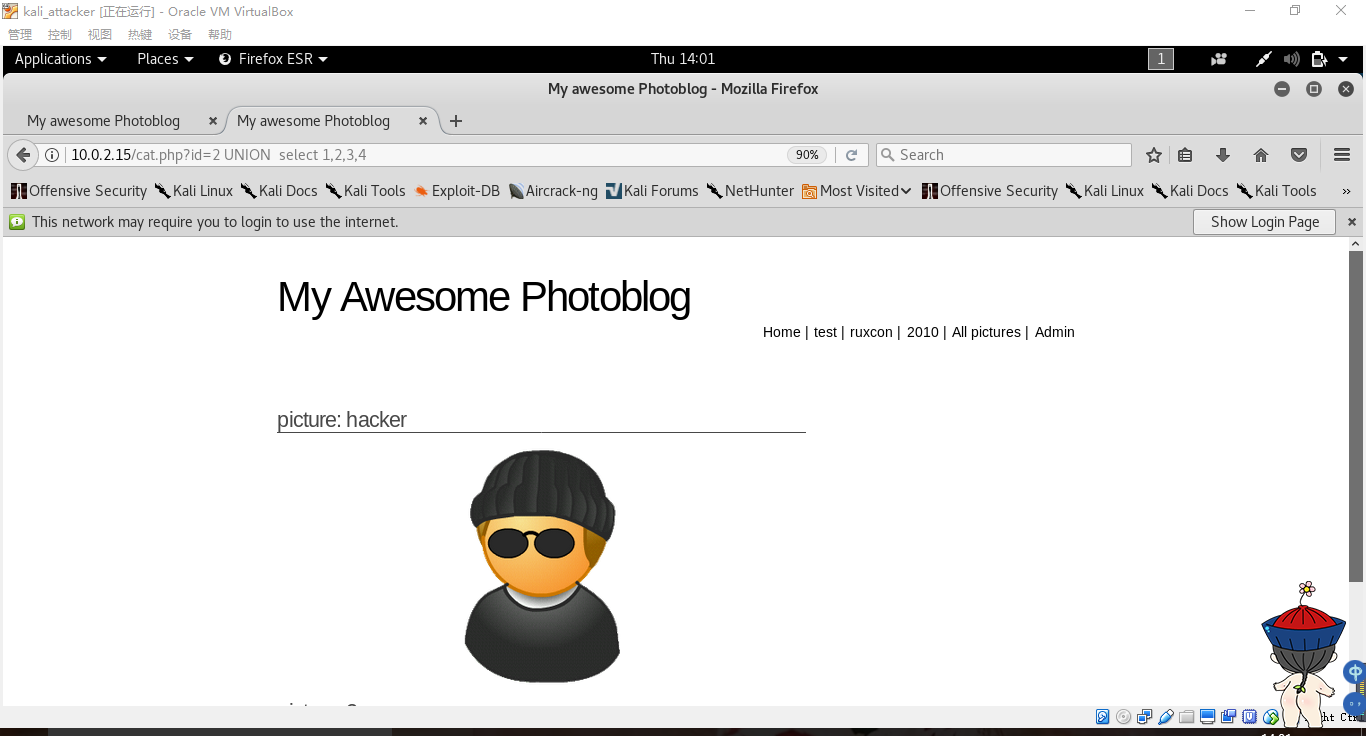 kali_attacker [正在运行] - Oracle VM VirtualBox
管理 控制 视图 热键 设备 帮助
Applications Places Firefox ESR Thu 14:01 1
My awesome Photoblog - Mozilla Firefox
My awesome Photoblog × My awesome Photoblog × +
10.0.2.15/cat.php?id=2 UNION  select 1,2,3,4 90% Search
Offensive Security Kali Linux Kali Docs Kali Tools Exploit-DB Aircrack-ng Kali Forums NetHunter Most Visited Offensive Security Kali Linux Kali Docs Kali Tools »
This network may require you to login to use the internet. Show Login Page ×
My Awesome Photoblog
Home | test | ruxcon | 2010 | All pictures | Admin
picture: hacker
中